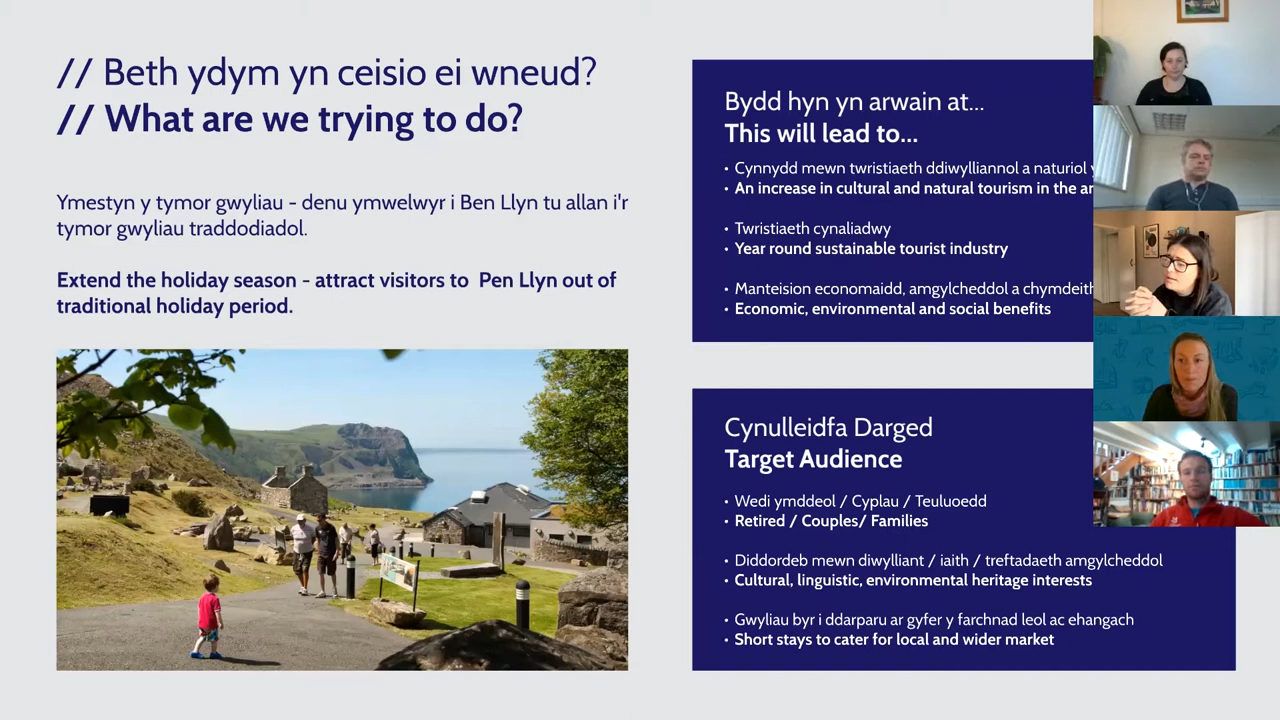 // Beth ydym yn ceisio ei wneud?
// What are we trying to do?
Ymestyn y tymor gwyliau - denu ymwelwyr i Ben Llyn tu allan i'r
tymor gwyliau traddodiadol.
Extend the holiday season - attract visitors to Pen Llyn out of
traditional holiday period.
Bydd hyn yn arwain at...
This will lead to...
• Cynnydd mewn twristiaeth ddiwylliannol a naturiol
• An increase in cultural and natural tourism in the
• Twristiaeth cynaliadwy
• Year round sustainable tourist industry
• Manteision economaidd, amgylcheddol a
• Economic, environmental and social benefits
Cynulleidfa Darged
Target Audience
• Wedi ymddeol / Cyplau / Teuluoedd
• Retired / Couples/ Families
• Diddordeb mewn diwylliant / iaith / treftadaeth amgylcheddol
• Cultural, linguistic, environmental heritage interests
• Gwyliau byr i ddarparu ar gyfer y farchnad leol ac ehangach
• Short stays to cater for local and wider market